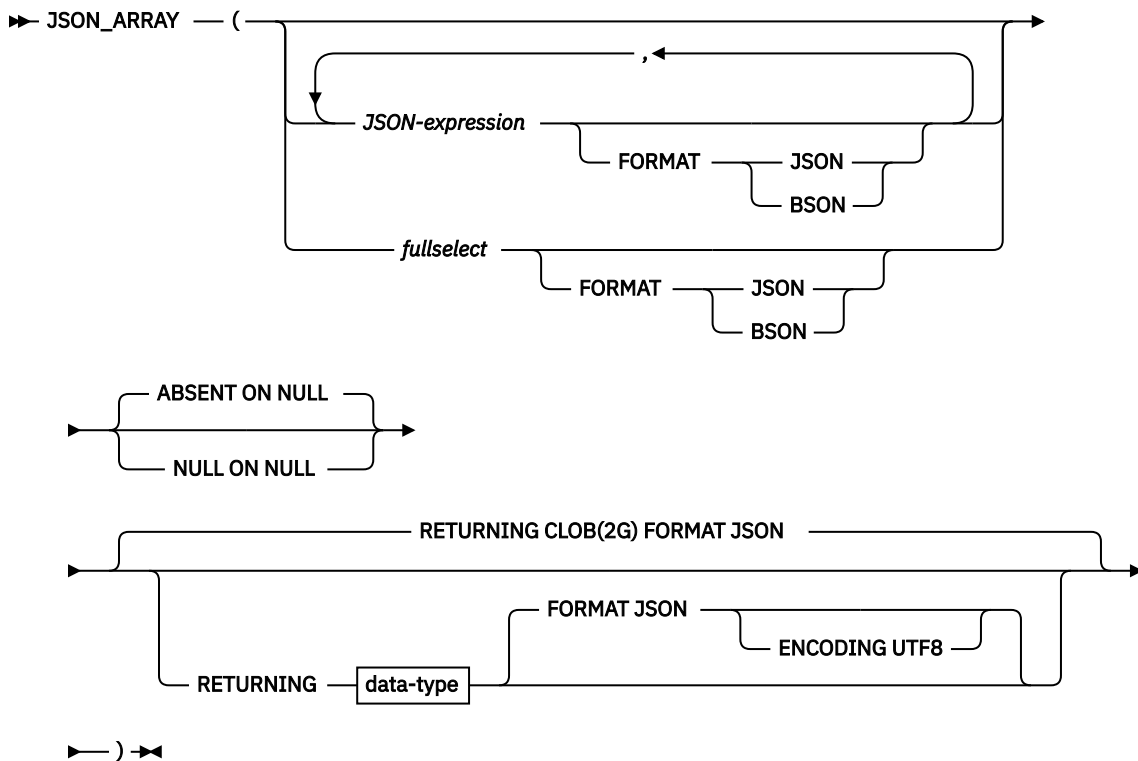 JSON_ARRAY (
,
JSON-expression
FORMAT JSON
BSON
fullselect
FORMAT JSON
BSON
ABSENT ON NULL
NULL ON NULL
RETURNING CLOB(2G) FORMAT JSON
FORMAT JSON
ENCODING UTF8
RETURNING data-type
)